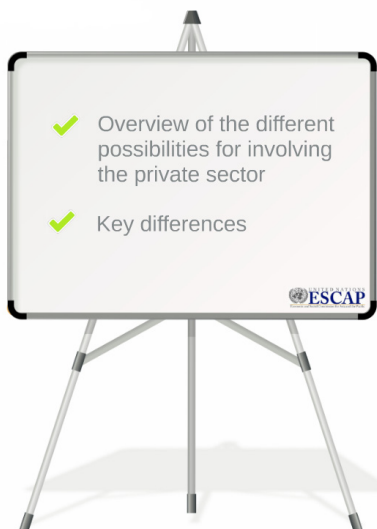 Overview of the different
possibilities for involving
the private sector
Key differences
UNITED NATIONS
ESCAP